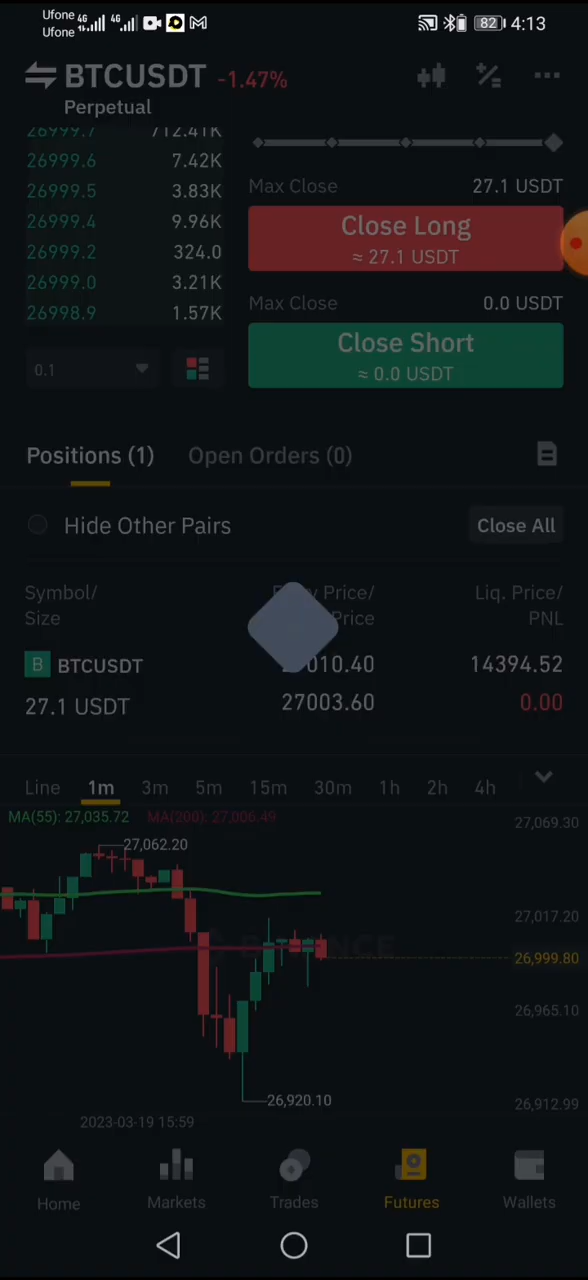 Ufone 4G 4G 82 4:13
Ufone
BTCUSDT -1.47%
Perpetual
26999.7 712.41K
26999.6 7.42K
26999.5 3.83K
26999.4 9.96K
26999.2 324.0
26999.0 3.21K
26998.9 1.57K
0.1
Max Close 27.1 USDT
Close Long
≈ 27.1 USDT
Max Close 0.0 USDT
Close Short
≈ 0.0 USDT
Positions (1) Open Orders (0)
Hide Other Pairs Close All
Symbol/ Price/ Liq. Price/
Size Price PNL
B BTCUSDT 010.40 14394.52
27.1 USDT 27003.60 0.00
Line 1m 3m 5m 15m 30m 1h 2h 4h
MA(55): 27,035.72 MA(200): 27,006.49
27,069.30
27,062.20
27,017.20
BINANCE
26,999.80
26,965.10
26,920.10
26,912.99
2023-03-19 15:59
Home Markets Trades Futures Wallets